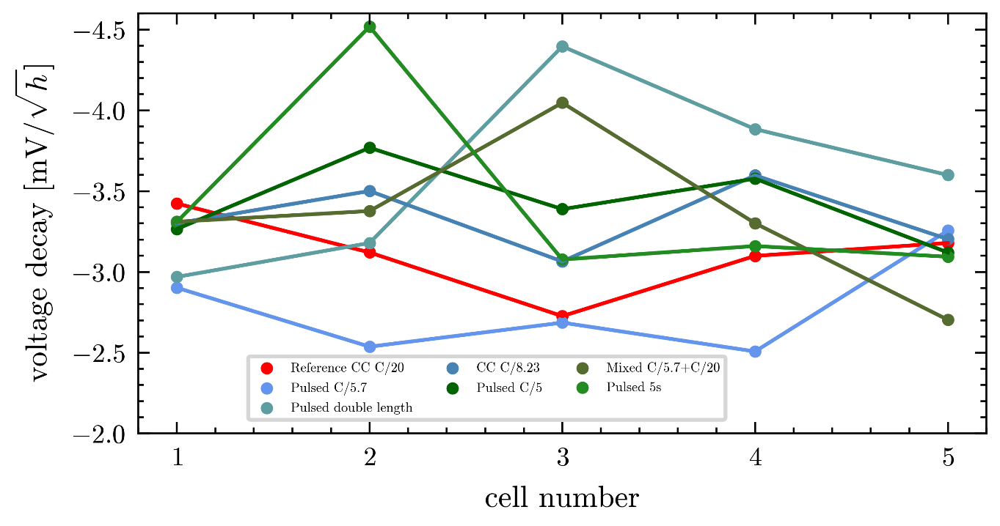 voltage decay [mV/√h]
−4.5
−4.0
−3.5
−3.0
−2.5
−2.0
Reference CC C/20
Pulsed C/5.7
Pulsed double length
CC C/8.23
Pulsed C/5
Mixed C/5.7+C/20
Pulsed 5s
1 2 3 4 5
cell number